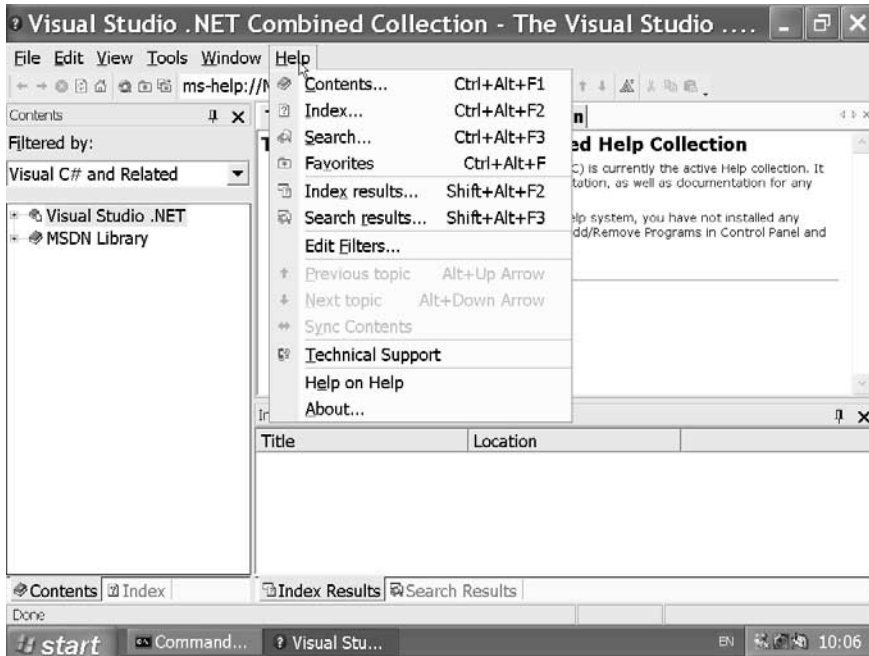 Visual Studio .NET Combined Collection - The Visual Studio ....
File Edit View Tools Window Help
ms-help://
Contents
Filtered by:
Visual C# and Related
Visual Studio .NET
MSDN Library
Contents... Ctrl+Alt+F1
Index... Ctrl+Alt+F2
Search... Ctrl+Alt+F3
Favorites Ctrl+Alt+F
Index results... Shift+Alt+F2
Search results... Shift+Alt+F3
Edit Filters...
Previous topic Alt+Up Arrow
Next topic Alt+Down Arrow
Sync Contents
Technical Support
Help on Help
About...
ed Help Collection
C) is currently the active Help collection. It
tation, as well as documentation for any
elp system, you have not installed any
dd/Remove Programs in Control Panel and
Title Location
Contents Index
Index Results Search Results
Done
start Command... Visual Stu... EN 10:06